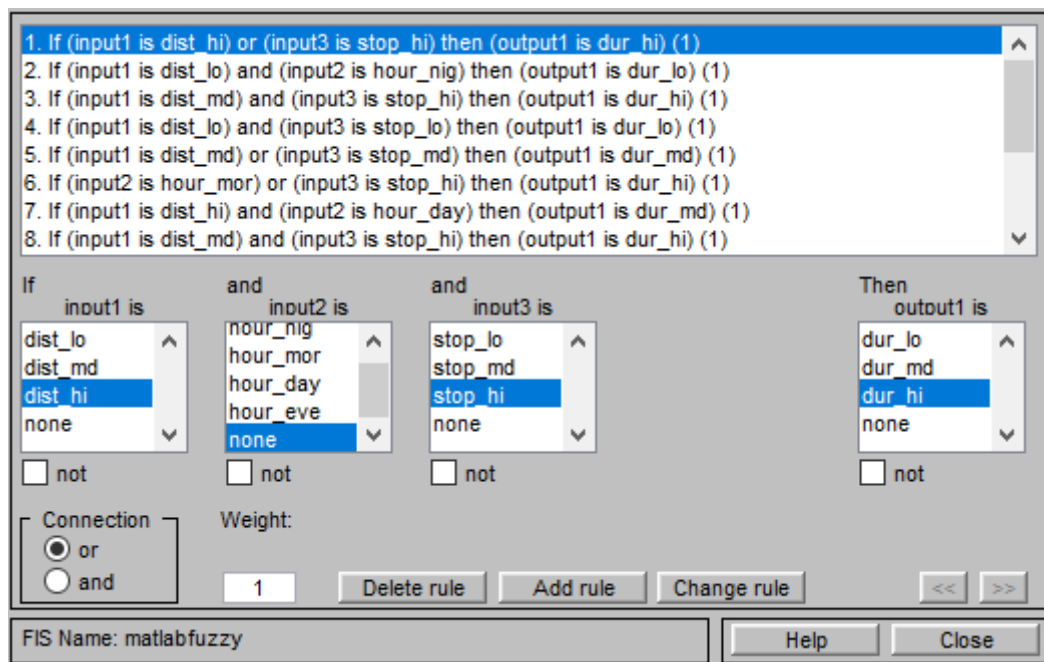 1. If (input1 is dist_hi) or (input3 is stop_hi) then (output1 is dur_hi) (1)
2. If (input1 is dist_lo) and (input2 is hour_nig) then (output1 is dur_lo) (1)
3. If (input1 is dist_md) and (input3 is stop_hi) then (output1 is dur_hi) (1)
4. If (input1 is dist_lo) and (input3 is stop_lo) then (output1 is dur_lo) (1)
5. If (input1 is dist_md) or (input3 is stop_md) then (output1 is dur_md) (1)
6. If (input2 is hour_mor) or (input3 is stop_hi) then (output1 is dur_hi) (1)
7. If (input1 is dist_hi) and (input2 is hour_day) then (output1 is dur_md) (1)
8. If (input1 is dist_md) and (input3 is stop_hi) then (output1 is dur_hi) (1)
If
input1 is
dist_lo
dist_md
dist_hi
none
not
and
input2 is
hour_nig
hour_mor
hour_day
hour_eve
none
not
and
input3 is
stop_lo
stop_md
stop_hi
none
not
Then
output1 is
dur_lo
dur_md
dur_hi
none
not
Connection
or
and
Weight:
1
Delete rule
Add rule
Change rule
<<
>>
FIS Name: matlabfuzzy
Help
Close